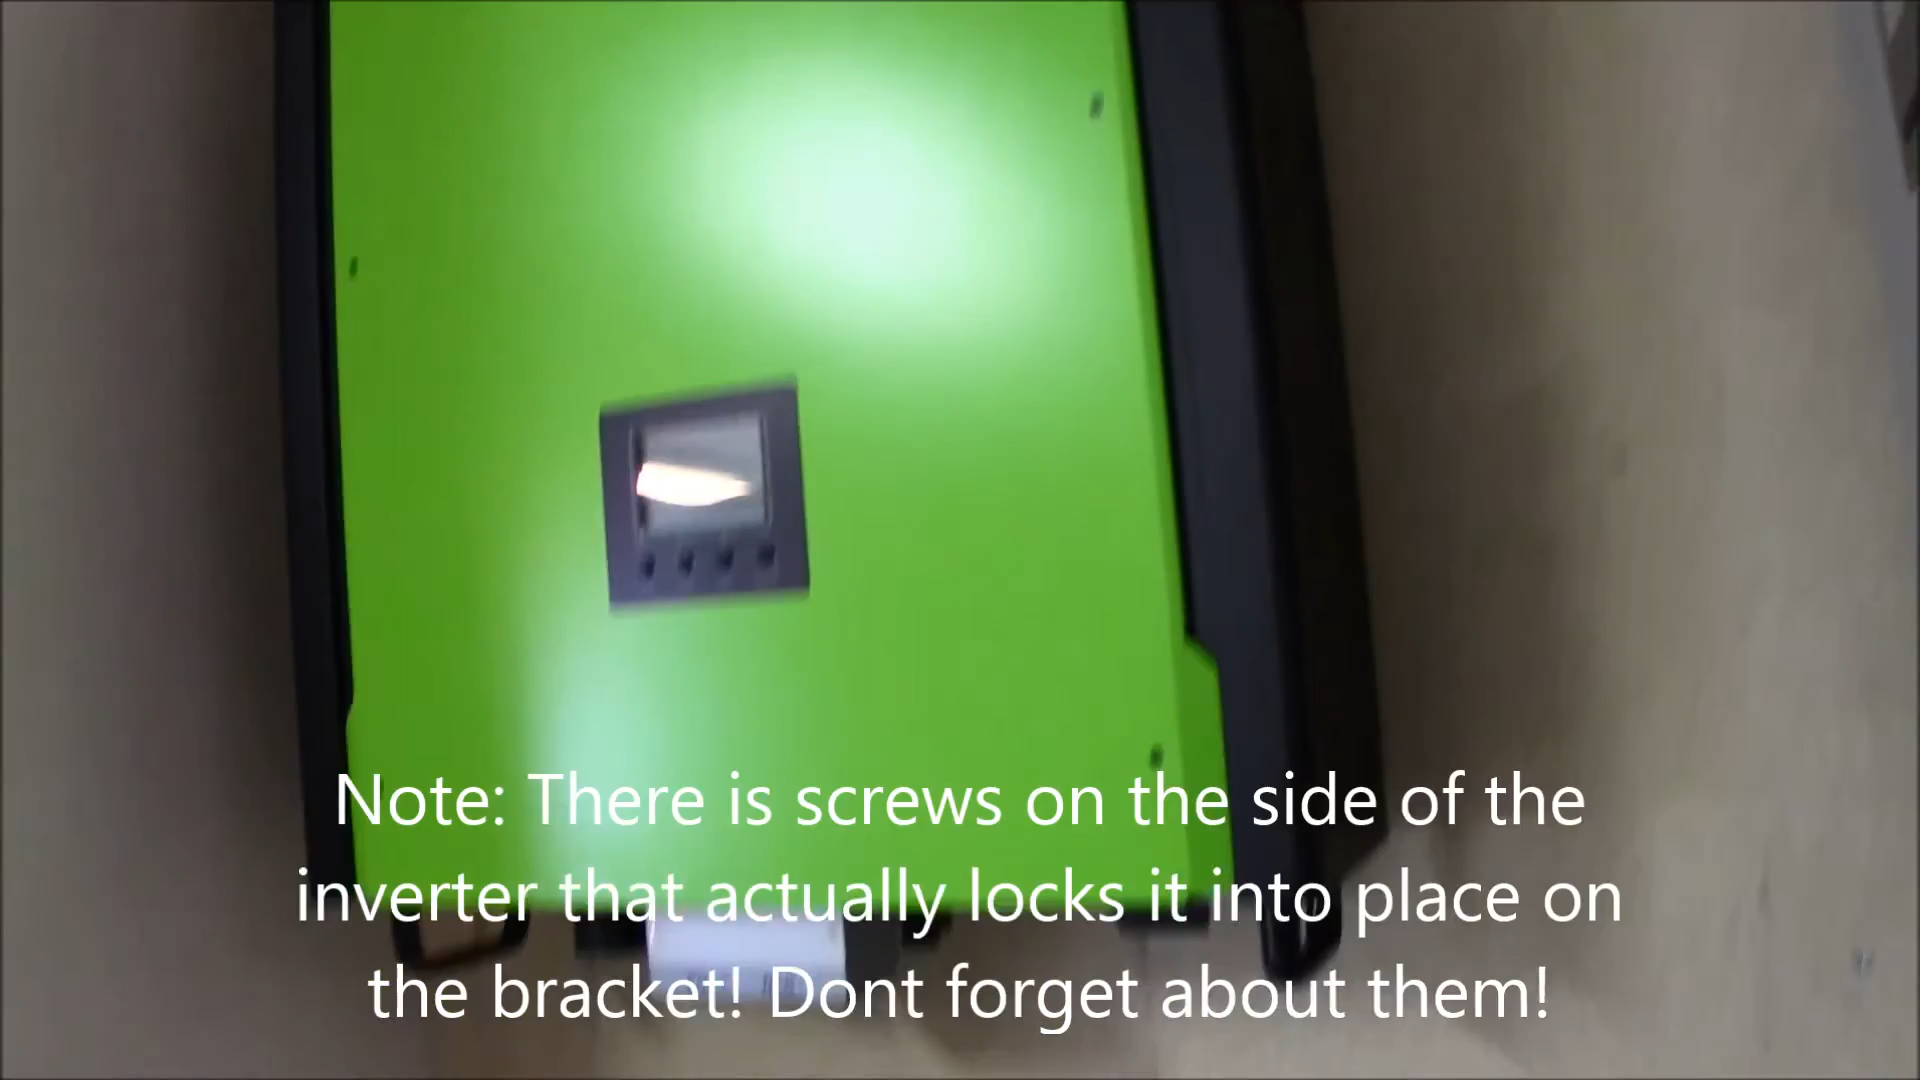 Note: There is screws on the side of the
inverter that actually locks it into place on
the bracket! Dont forget about them!